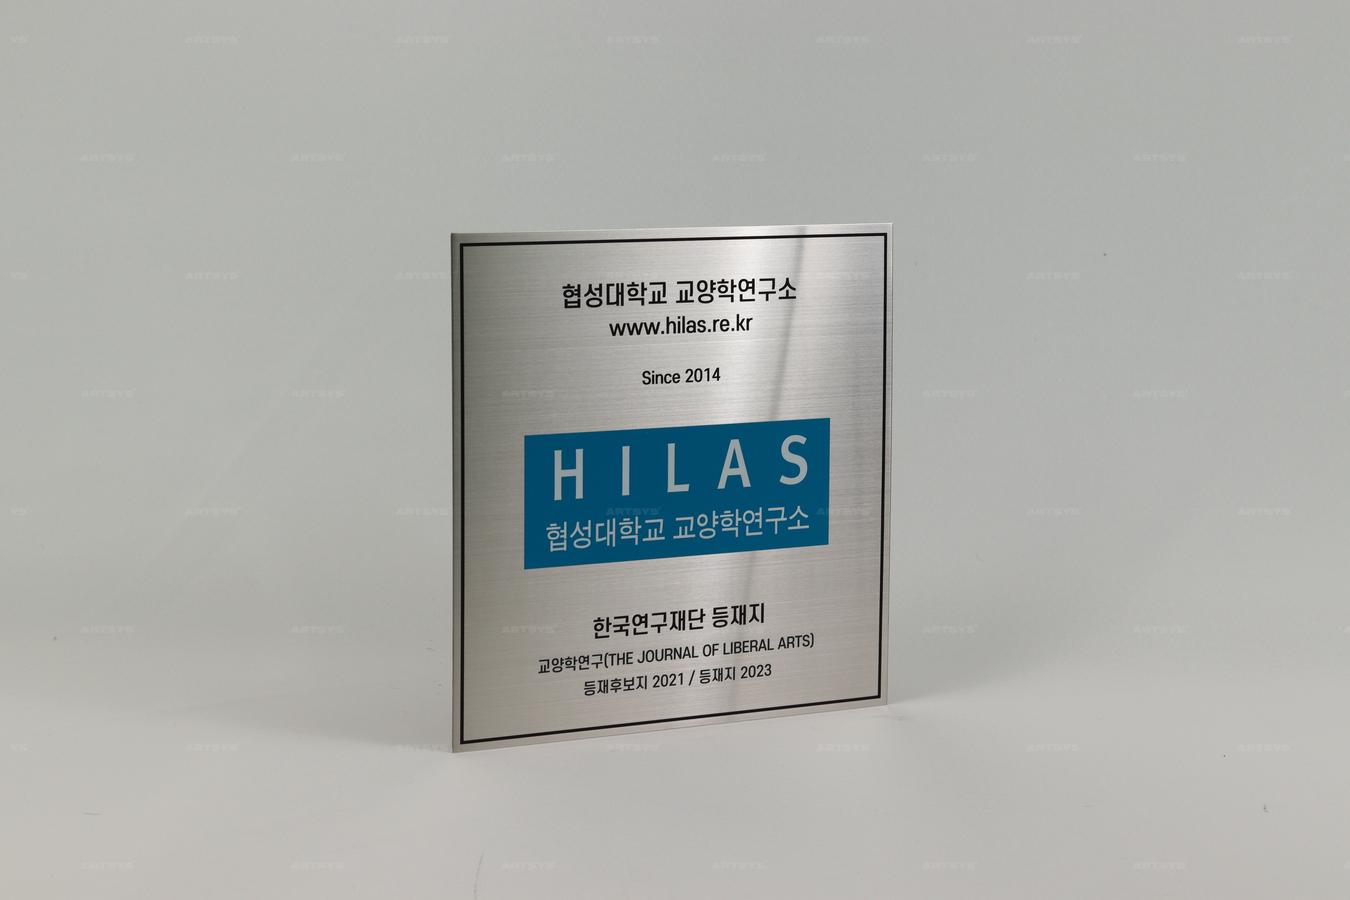 협성대학교 교양학연구소
www.hilas.re.kr
Since 2014
HILAS
협성대학교 교양학연구소
한국연구재단 등재지
교양학연구(THE JOURNAL OF LIBERAL ARTS)
등재후보지 2021 / 등재지 2023
ARTSYS